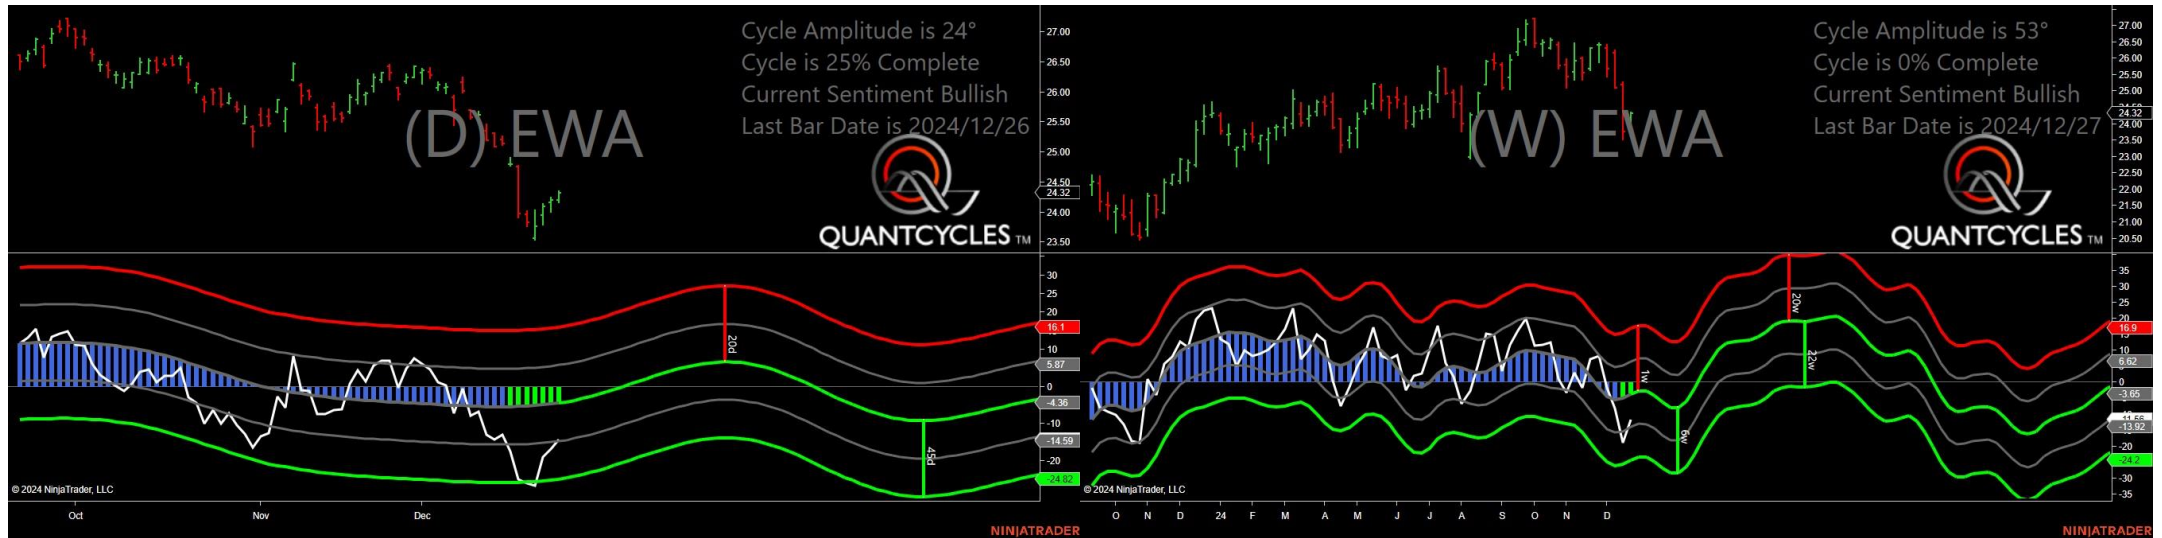 Cycle Amplitude is 24°
Cycle is 25% Complete
Current Sentiment Bullish
Last Bar Date is 2024/12/26
(D) EWA
QUANTCYCLES TM
27.00
26.50
26.00
25.50
25.00
24.50
24.32
24.00
23.50
30
25
20
16.1
10
5.87
0
-4.36
-10
-14.59
-20
-24.82
20d
45d
© 2024 NinjaTrader, LLC
Oct Nov Dec
NINJATRADER
Cycle Amplitude is 53°
Cycle is 0% Complete
Current Sentiment Bullish
Last Bar Date is 2024/12/27
(W) EWA
QUANTCYCLES TM
27.00
26.50
26.00
25.50
25.00
24.32
24.00
23.50
23.00
22.50
22.00
21.50
21.00
20.50
35
30
25
20
16.9
10
6.62
0
-3.65
-13.92
-20
-24.2
-30
-35
1w
6w
20w
22w
© 2024 NinjaTrader, LLC
O N D 24 F M A M J J A S O N D
NINJATRADER